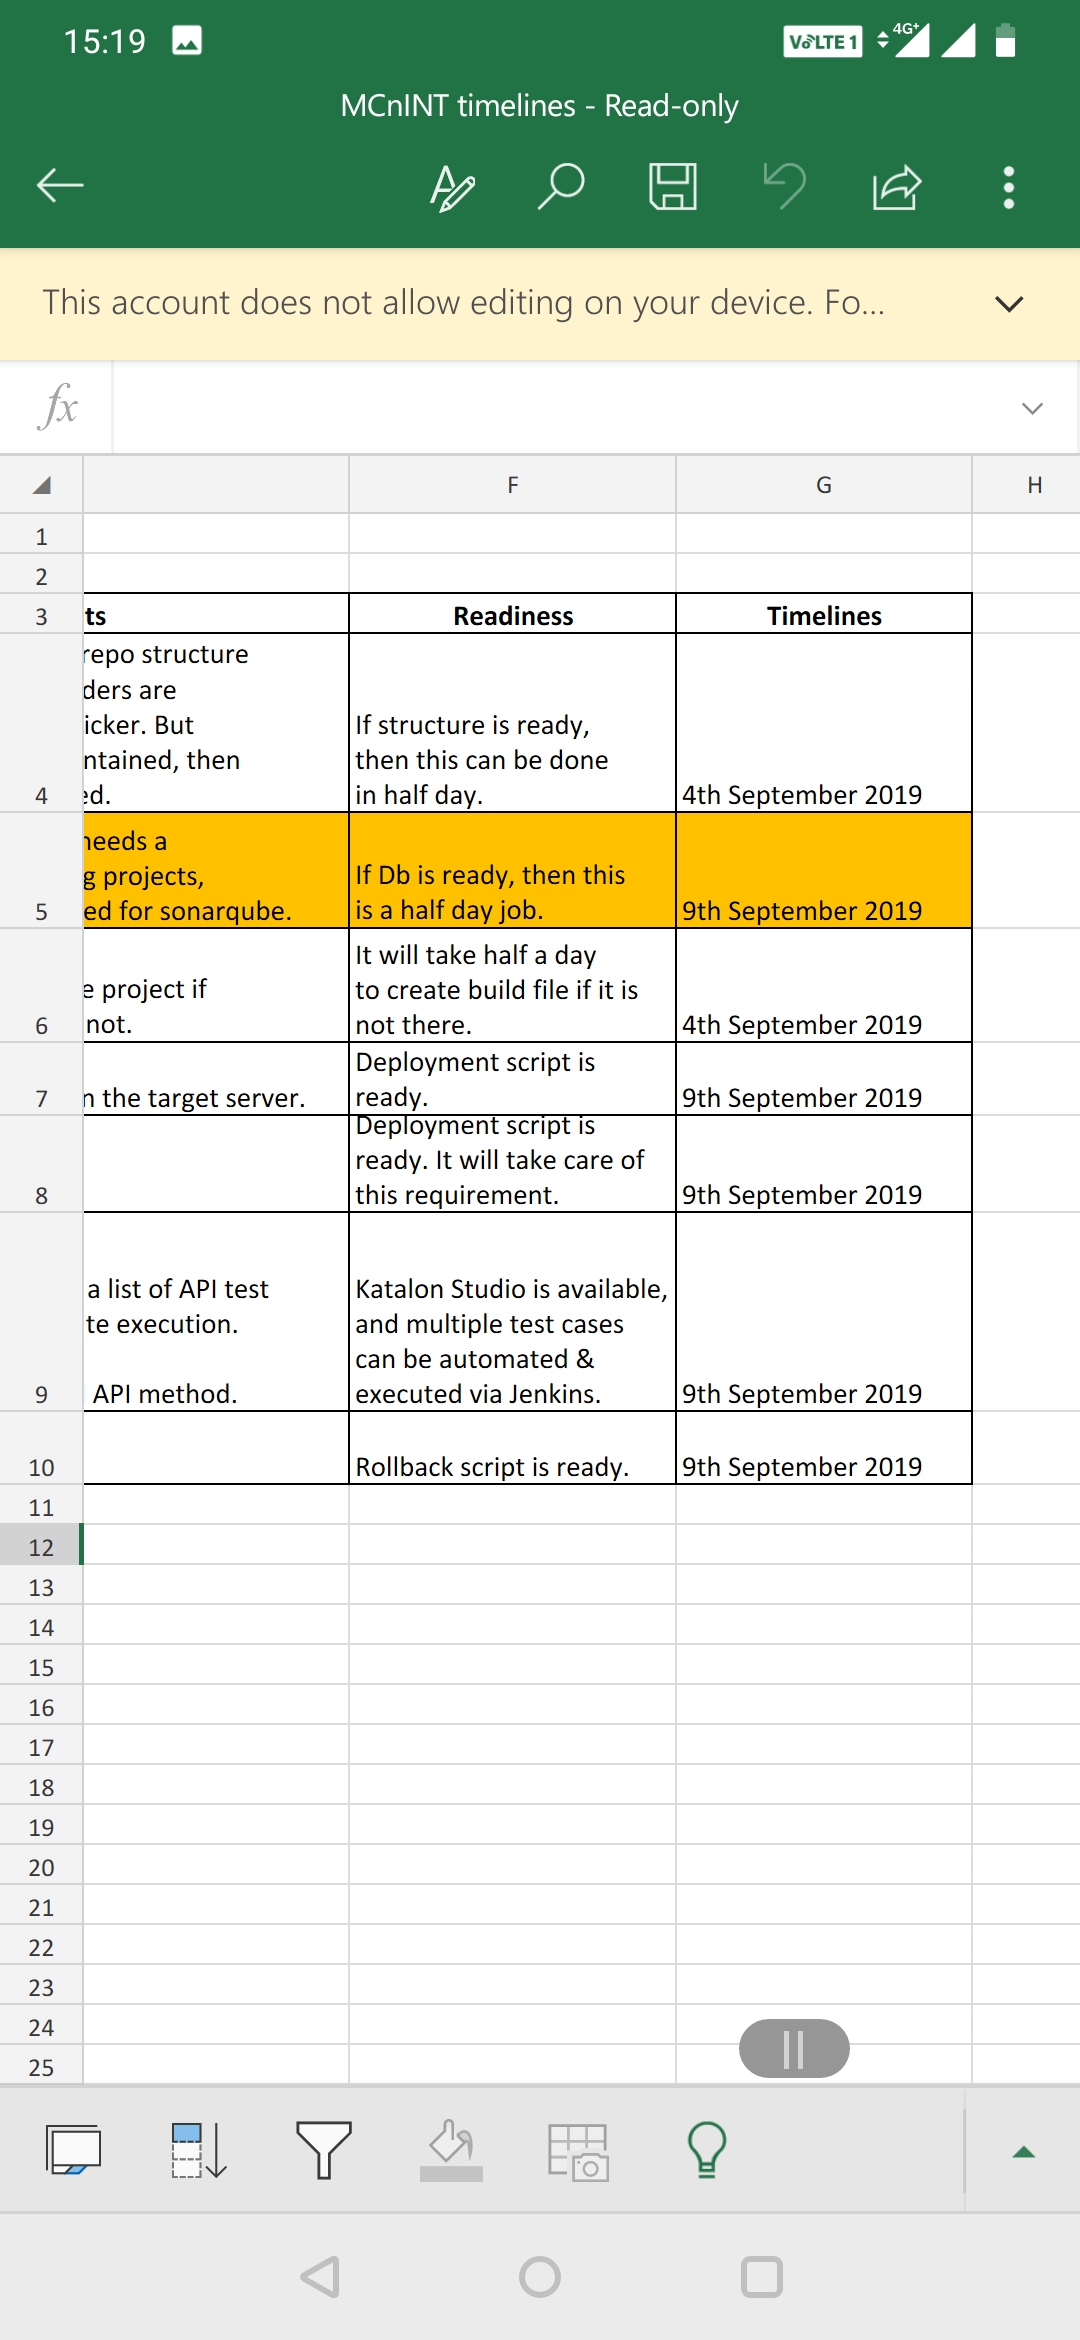 15:19
VoLTE 1 4G+
MCnINT timelines - Read-only
This account does not allow editing on your device. Fo...
fx
F G H
1
2
3 ts Readiness Timelines
repo structure
ders are
icker. But
ntained, then
ed.
If structure is ready,
then this can be done
in half day.
4 4th September 2019
needs a
g projects,
ed for sonarqube.
If Db is ready, then this
is a half day job.
5 9th September 2019
e project if
not.
It will take half a day
to create build file if it is
not there.
6 4th September 2019
n the target server.
Deployment script is
ready.
7 9th September 2019
Deployment script is
ready. It will take care of
this requirement.
8 9th September 2019
a list of API test
te execution.
API method.
Katalon Studio is available,
and multiple test cases
can be automated &
executed via Jenkins.
9 9th September 2019
10 Rollback script is ready. 9th September 2019
11
12
13
14
15
16
17
18
19
20
21
22
23
24
25